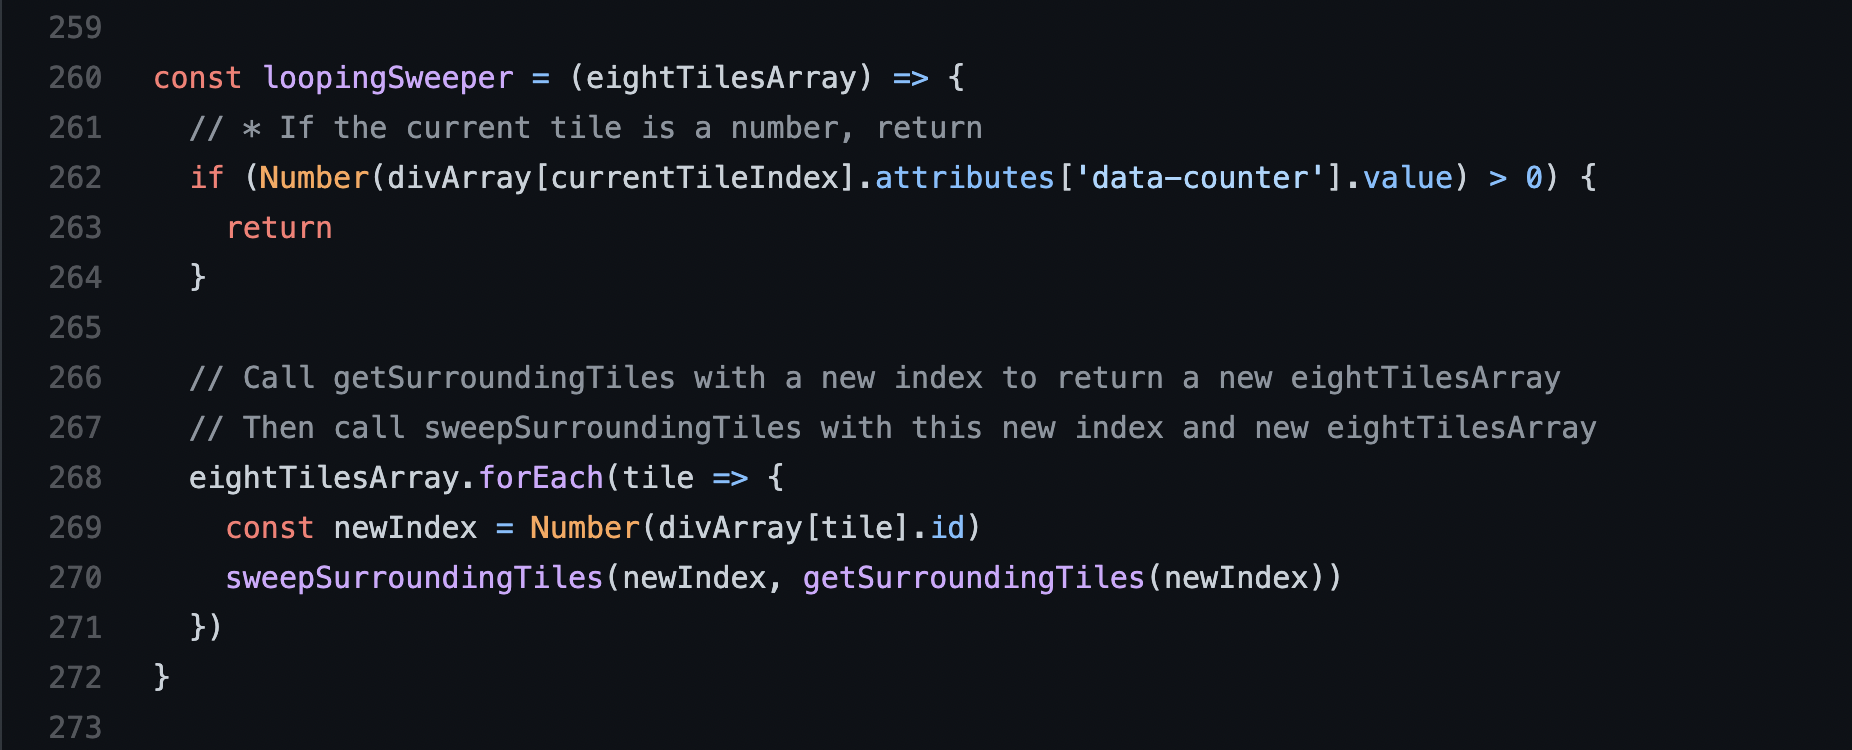 259
260 const loopingSweeper = (eightTilesArray) => {
261 // * If the current tile is a number, return
262 if (Number(divArray[currentTileIndex].attributes['data-counter'].value) > 0) {
263 return
264 }
265
266 // Call getSurroundingTiles with a new index to return a new eightTilesArray
267 // Then call sweepSurroundingTiles with this new index and new eightTilesArray
268 eightTilesArray.forEach(tile => {
269 const newIndex = Number(divArray[tile].id)
270 sweepSurroundingTiles(newIndex, getSurroundingTiles(newIndex))
271 })
272 }
273